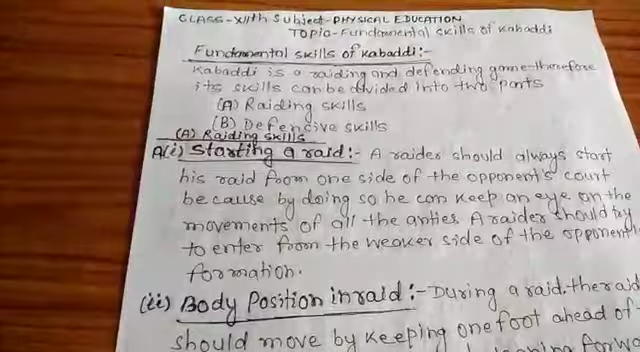 CLASS-XIIth Subject-PHYSICAL EDUCATION
TOPIC-Fundamental skills of Kabaddi
Fundamental skills of Kabaddi:-
Kabaddi is a raiding and defending game therefore
its skills can be divided into two parts
(A) Raiding skills
(B) Defensive skills
(A) Raiding skills
A(i) Starting a raid:- A raider should always start
his raid from one side of the opponent's court
because by doing so he can keep an eye on the
movements of all the anties. A raider should try
to enter from the weaker side of the opponent
formation.
(ii) Body Position in raid:- During a raid, the raid
should move by keeping one foot ahead of